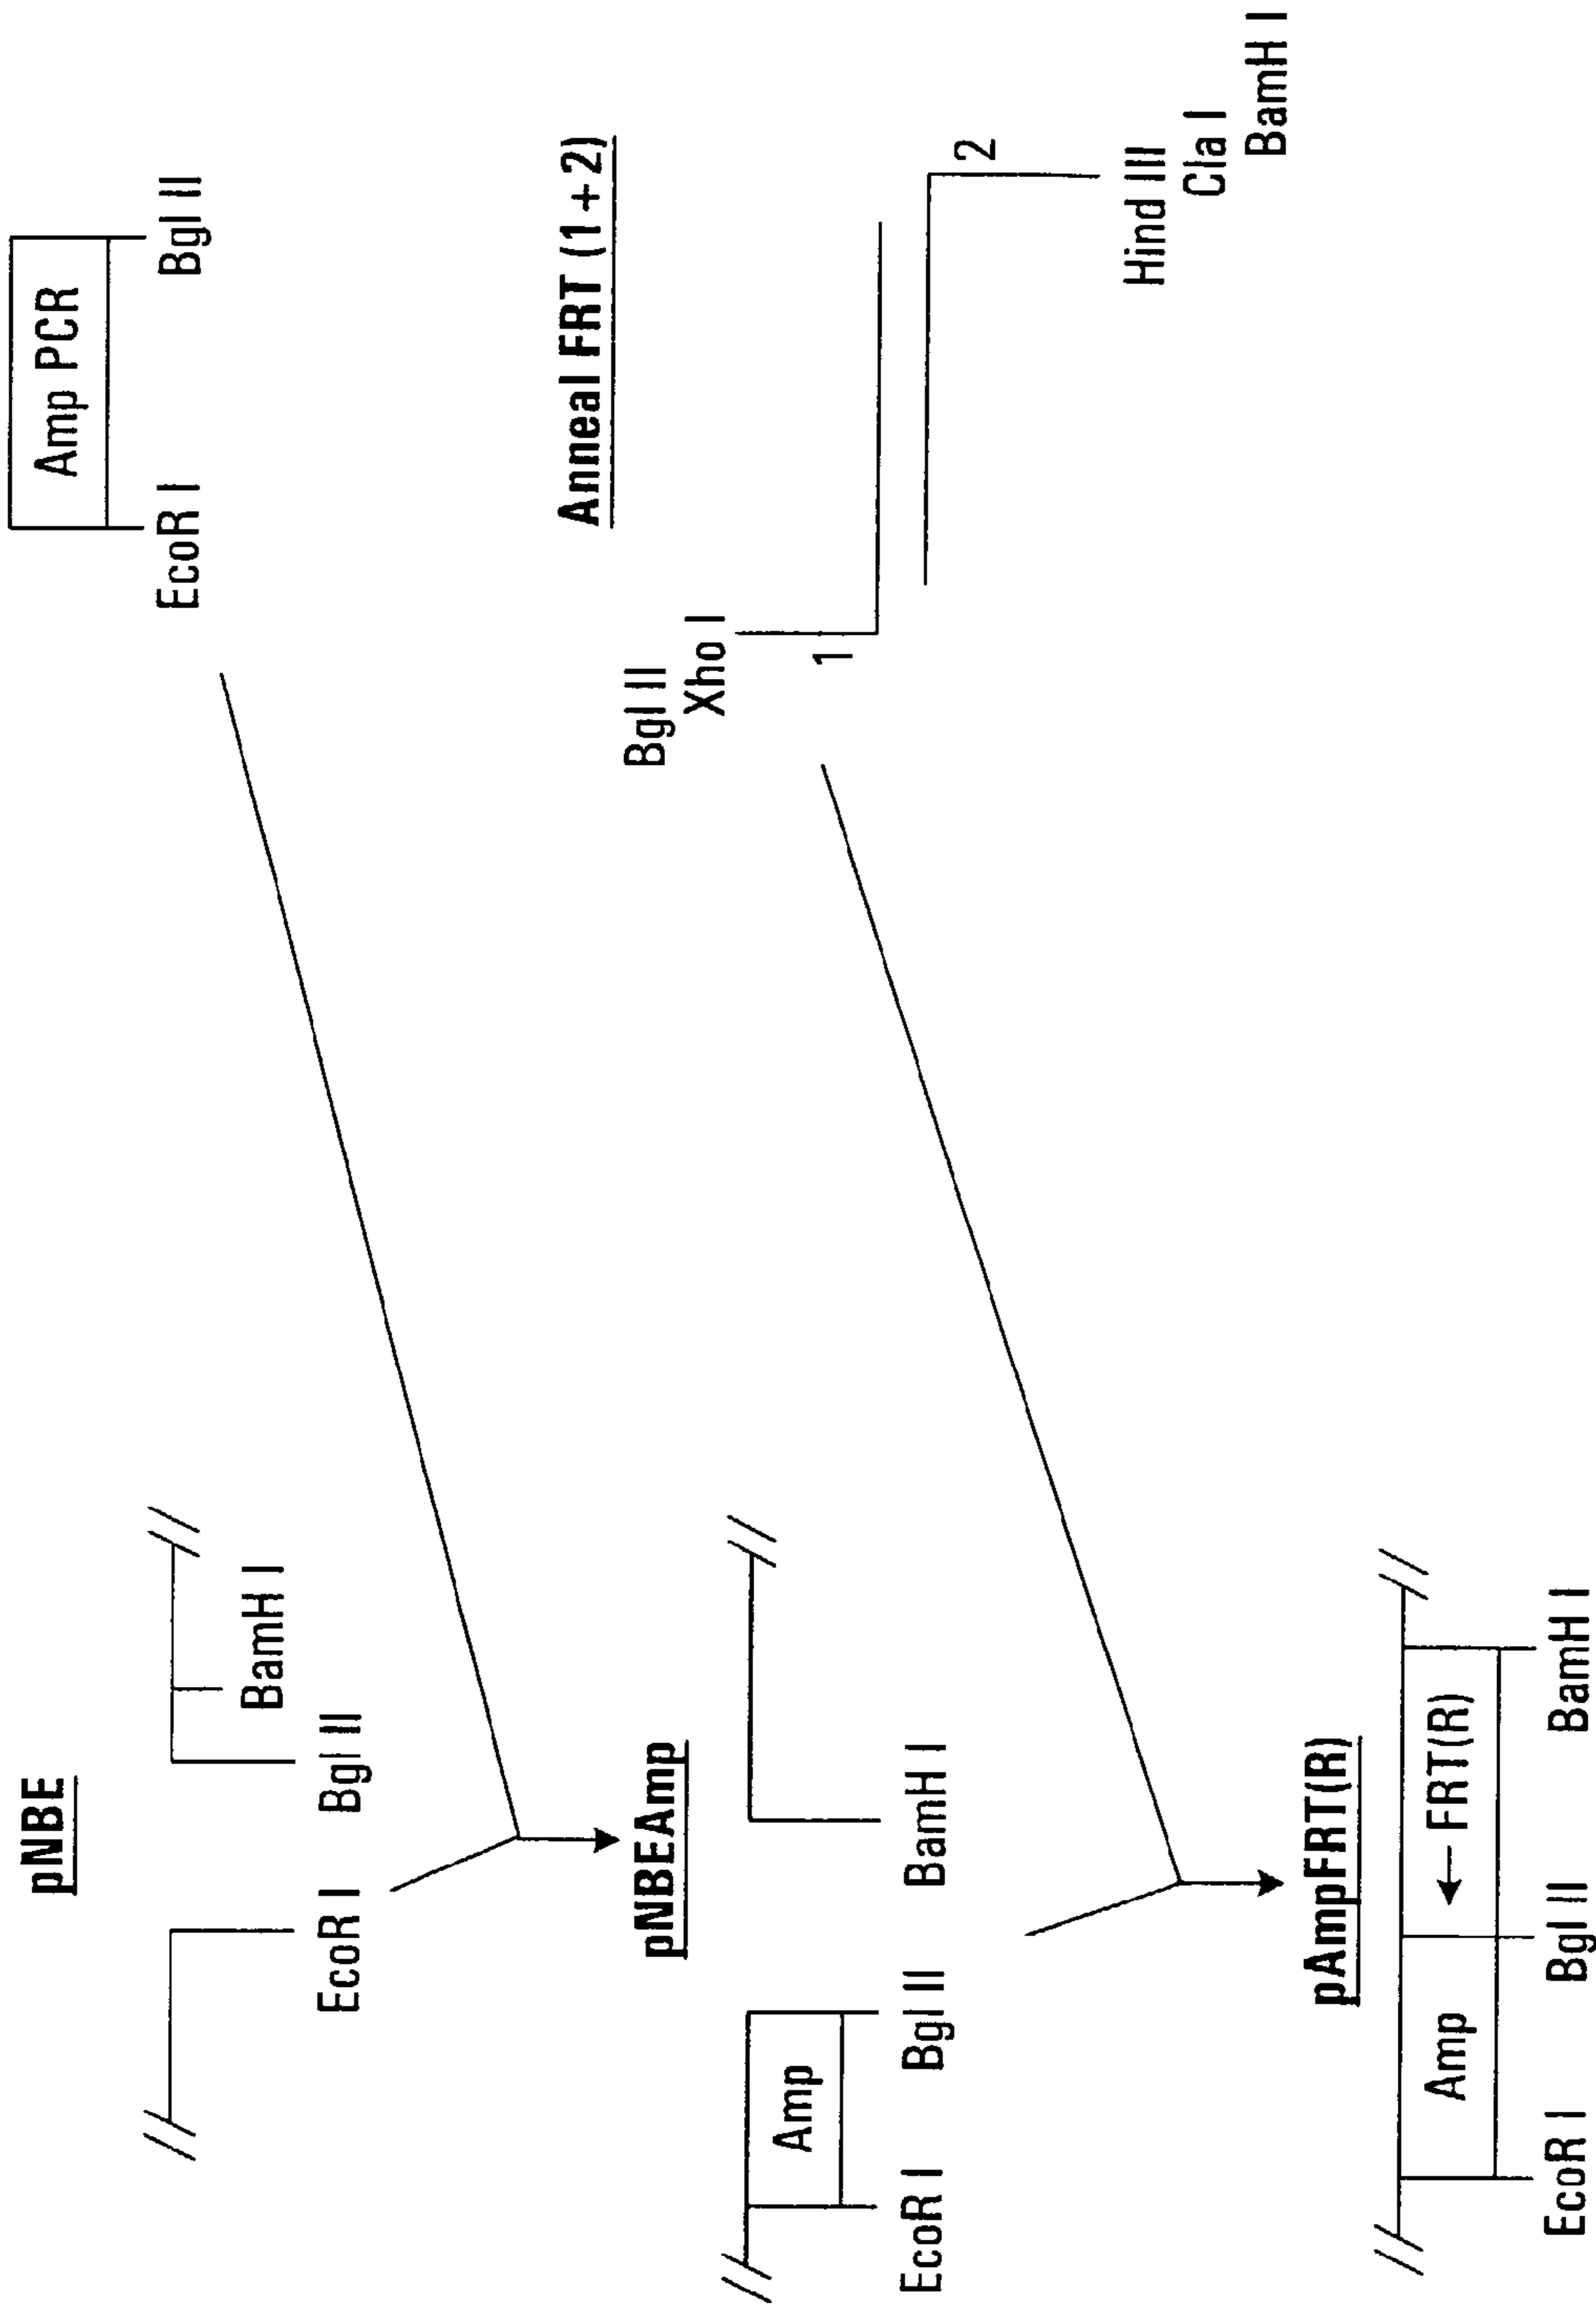 pNBE
EcoR I
Bgl II
BamH I
Amp PCR
EcoR I
Bgl II
pNBEAmp
Amp
EcoR I
Bgl II
BamH I
Anneal FRT (1+2)
Bgl II
Xho I
1
2
Hind III
Cla I
BamH I
pAmpFRT(R)
Amp
←FRT(R)
EcoR I
Bgl II
BamH I